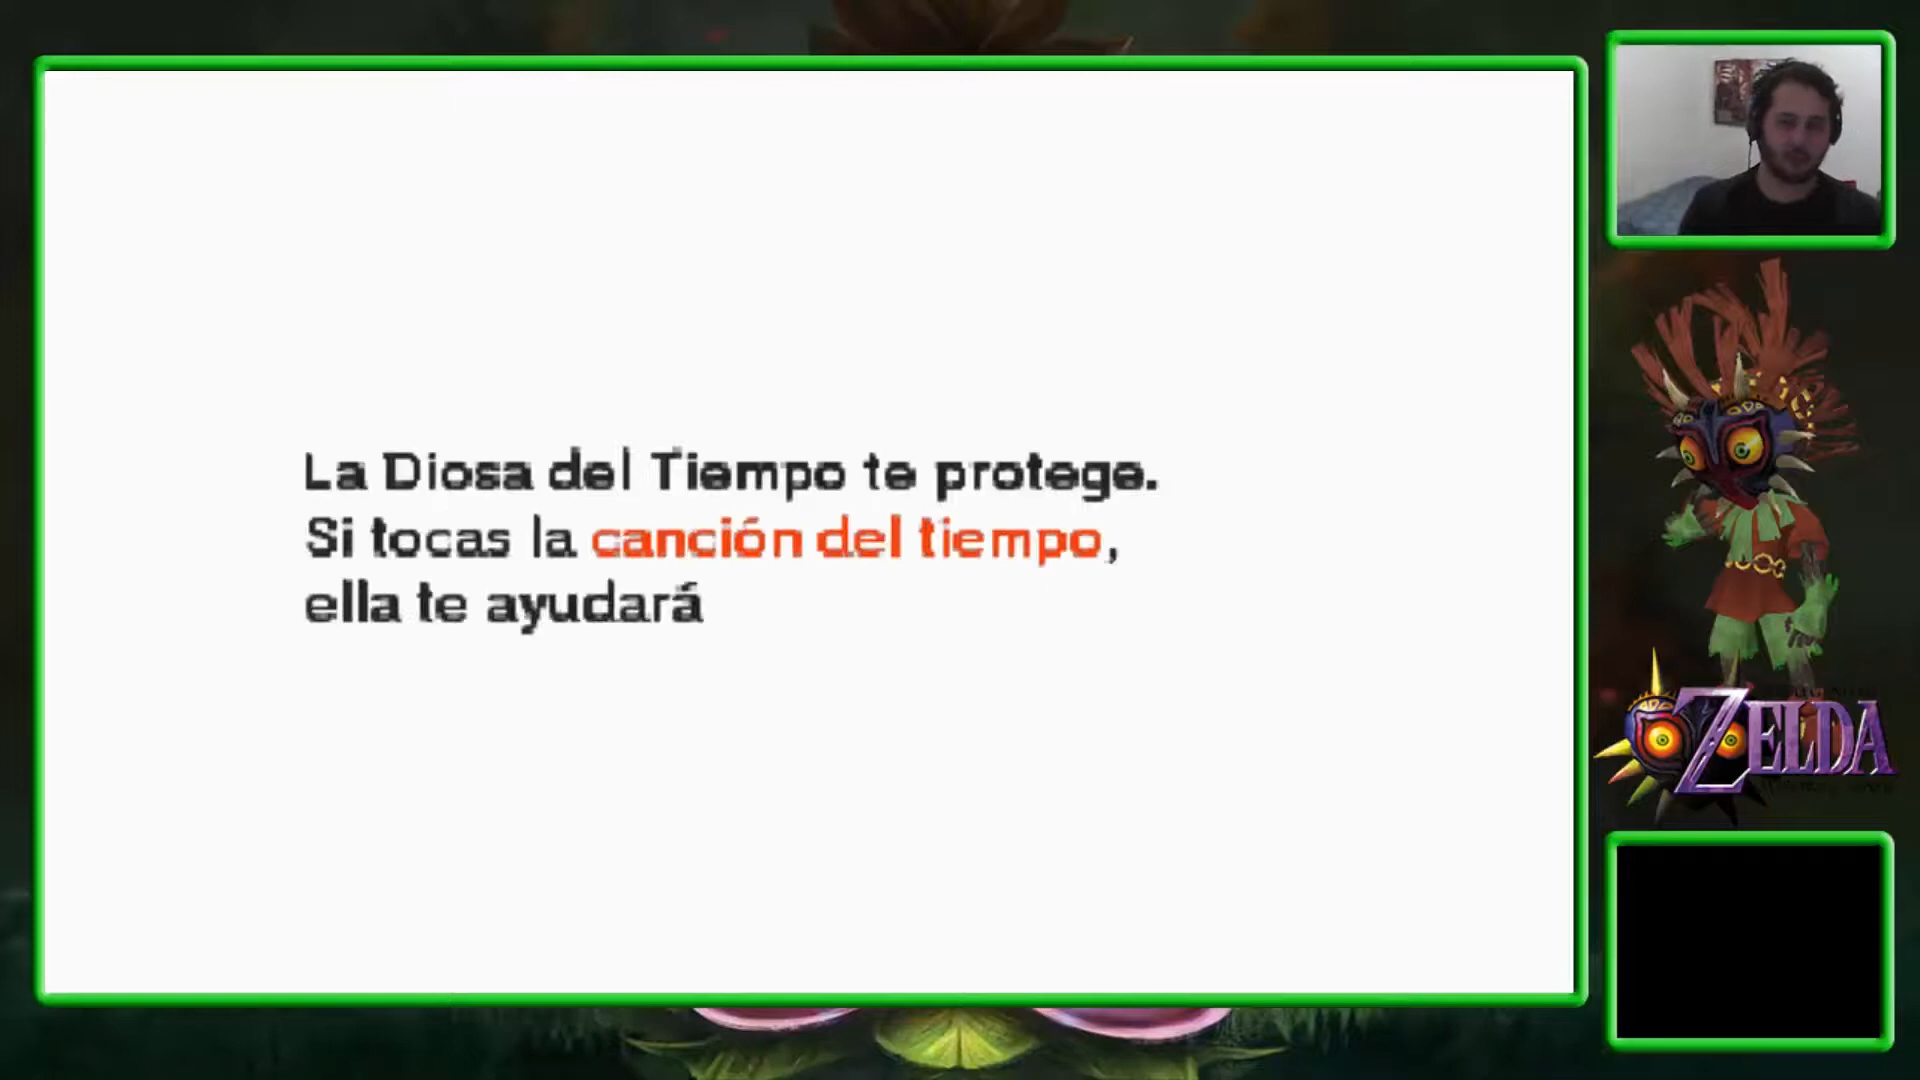 La Diosa del Tiempo te protege.
Si tocas la canción del tiempo,
ella te ayudará
ZELDA